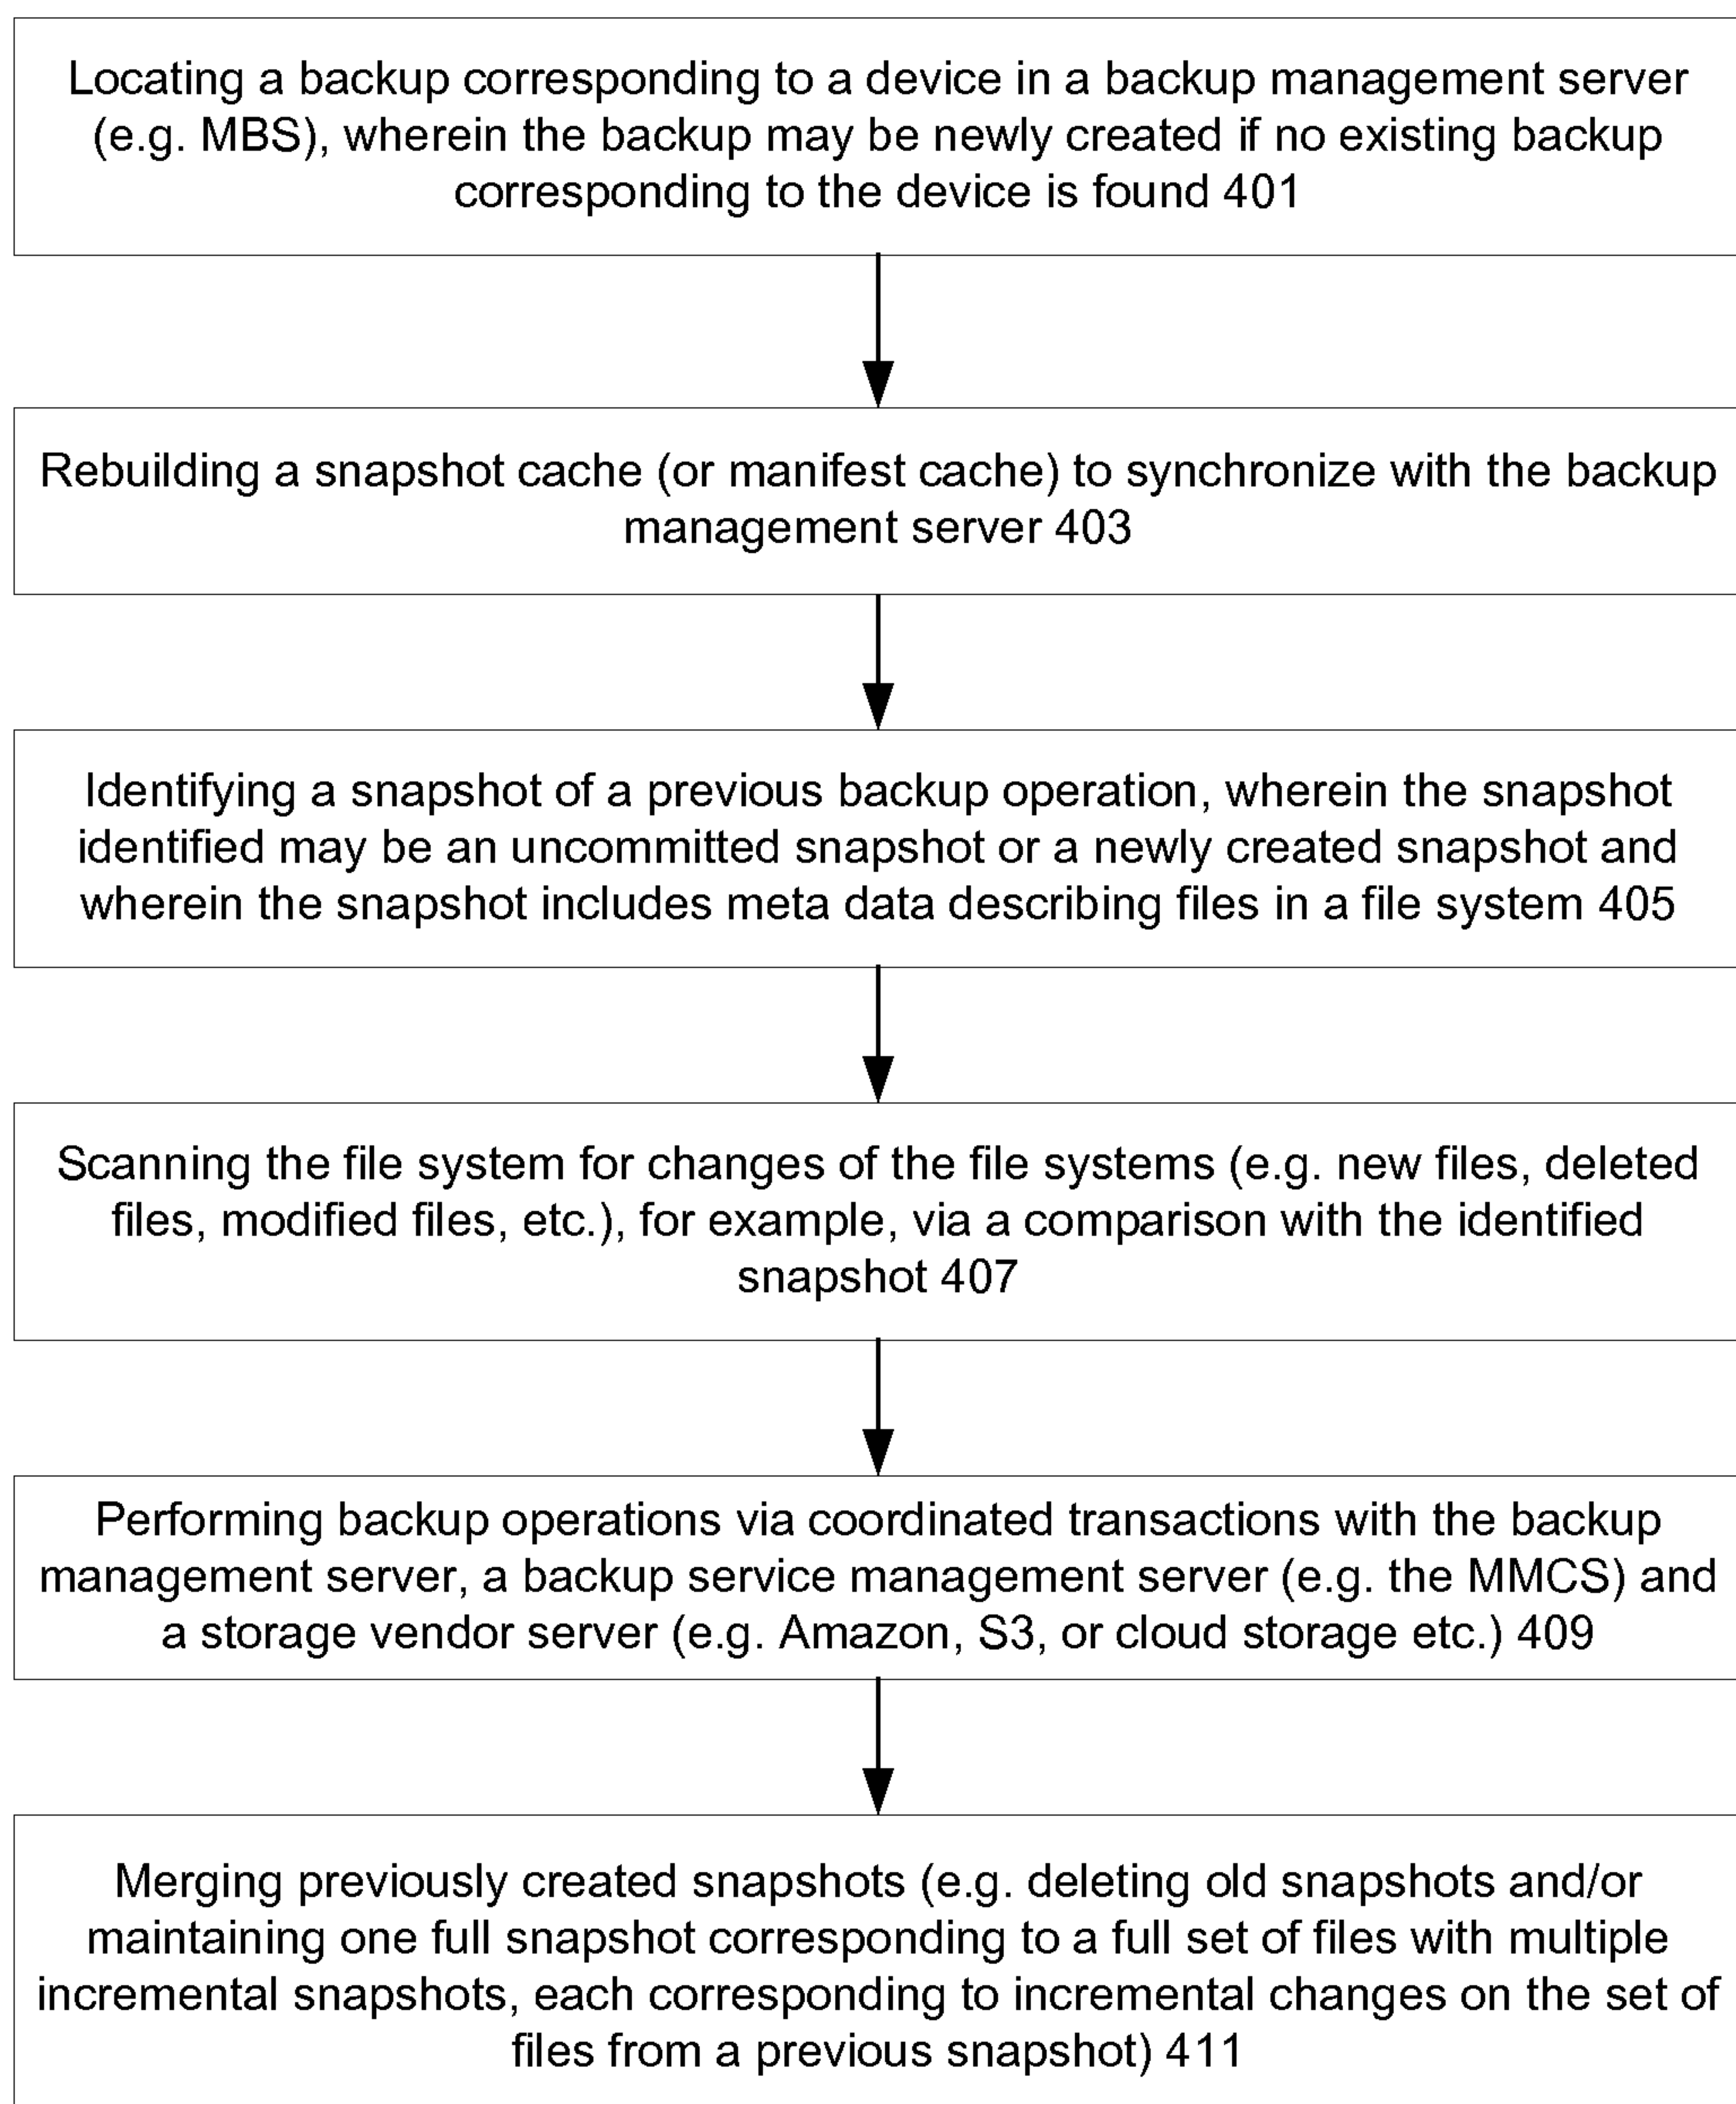 Locating a backup corresponding to a device in a backup management server
(e.g. MBS), wherein the backup may be newly created if no existing backup
corresponding to the device is found 401
Rebuilding a snapshot cache (or manifest cache) to synchronize with the backup
management server 403
Identifying a snapshot of a previous backup operation, wherein the snapshot
identified may be an uncommitted snapshot or a newly created snapshot and
wherein the snapshot includes meta data describing files in a file system 405
Scanning the file system for changes of the file systems (e.g. new files, deleted
files, modified files, etc.), for example, via a comparison with the identified
snapshot 407
Performing backup operations via coordinated transactions with the backup
management server, a backup service management server (e.g. the MMCS) and
a storage vendor server (e.g. Amazon, S3, or cloud storage etc.) 409
Merging previously created snapshots (e.g. deleting old snapshots and/or
maintaining one full snapshot corresponding to a full set of files with multiple
incremental snapshots, each corresponding to incremental changes on the set of
files from a previous snapshot) 411